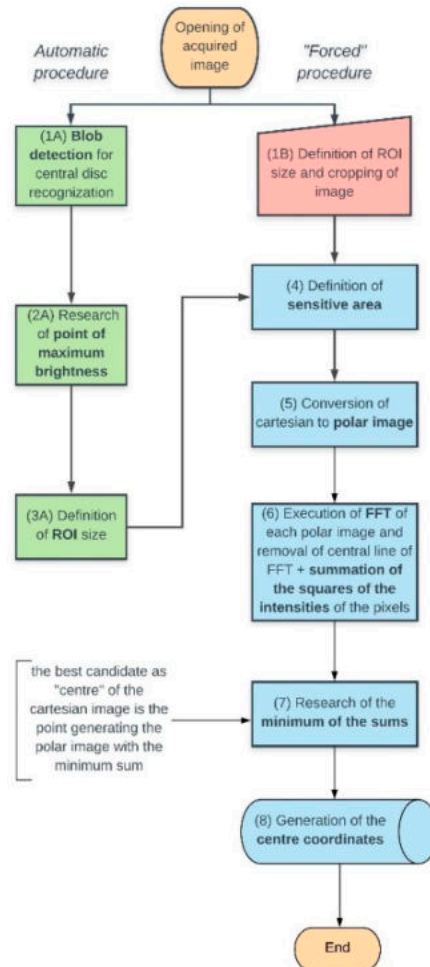 Opening of
acquired
image
Automatic
procedure
"Forced"
procedure
(1A) Blob
detection for
central disc
recognization
(1B) Definition of ROI
size and cropping of
image
(2A) Research
of point of
maximum
brightness
(4) Definition of
sensitive area
(5) Conversion of
cartesian to polar image
(3A) Definition
of ROI size
(6) Execution of FFT of
each polar image and
removal of central line of
FFT + summation of
the squares of the
intensities of the pixels
the best candidate as
"centre" of the
cartesian image is the
point generating the
polar image with the
minimum sum
(7) Research of the
minimum of the sums
(8) Generation of the
centre coordinates
End